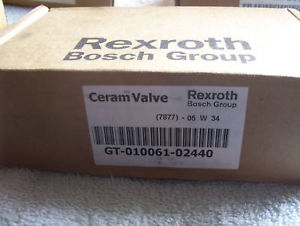 Rexroth
Bosch Group
Ceram Valve Rexroth
Bosch Group
(7877) - 05 W 34
GT-010061-02440